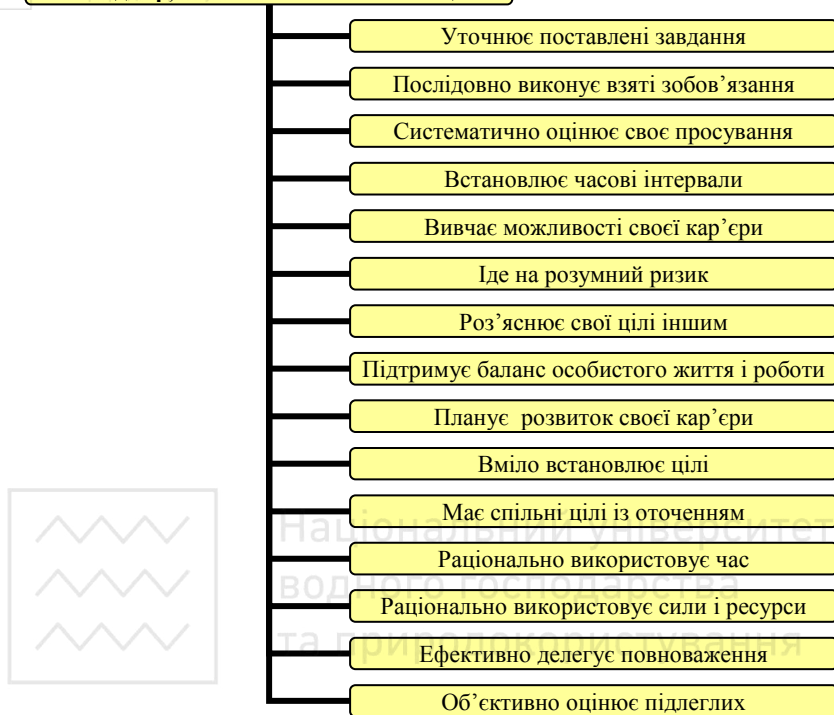 Уточнює поставлені завдання
Послідовно виконує взяті зобов’язання
Систематично оцінює своє просування
Встановлює часові інтервали
Вивчає можливості своєї кар’єри
Іде на розумний ризик
Роз’яснює свої цілі іншим
Підтримує баланс особистого життя і роботи
Планує розвиток своєї кар’єри
Вміло встановлює цілі
Має спільні цілі із оточенням
Національний університет
Раціонально використовує час
водного господарства
Раціонально використовує сили і ресурси
та природокористування
Ефективно делегує повноваження
Об’єктивно оцінює підлеглих